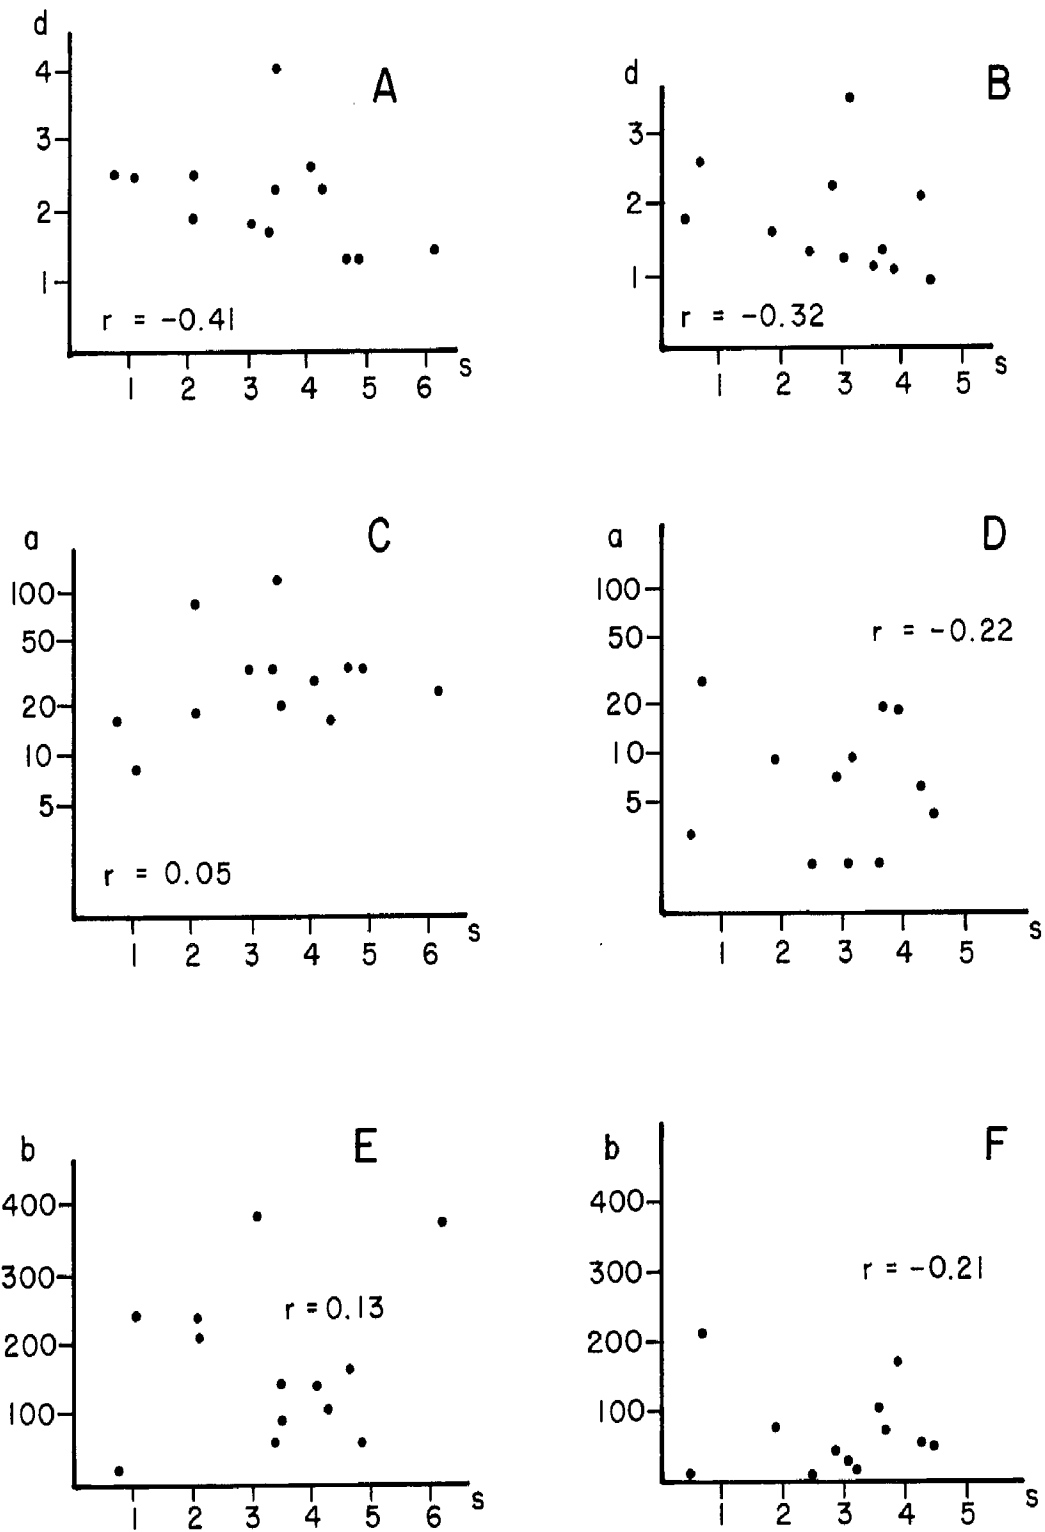 d
A
4
3
2
1
r = -0.41
1 2 3 4 5 6 s
d
B
3
2
1
r = -0.32
1 2 3 4 5 s
a
C
100
50
20
10
5
r = 0.05
1 2 3 4 5 6 s
a
D
100
50
r = -0.22
20
10
5
1 2 3 4 5 s
b
E
400
300
r = 0.13
200
100
1 2 3 4 5 6 s
b
F
400
300
r = -0.21
200
100
1 2 3 4 5 s